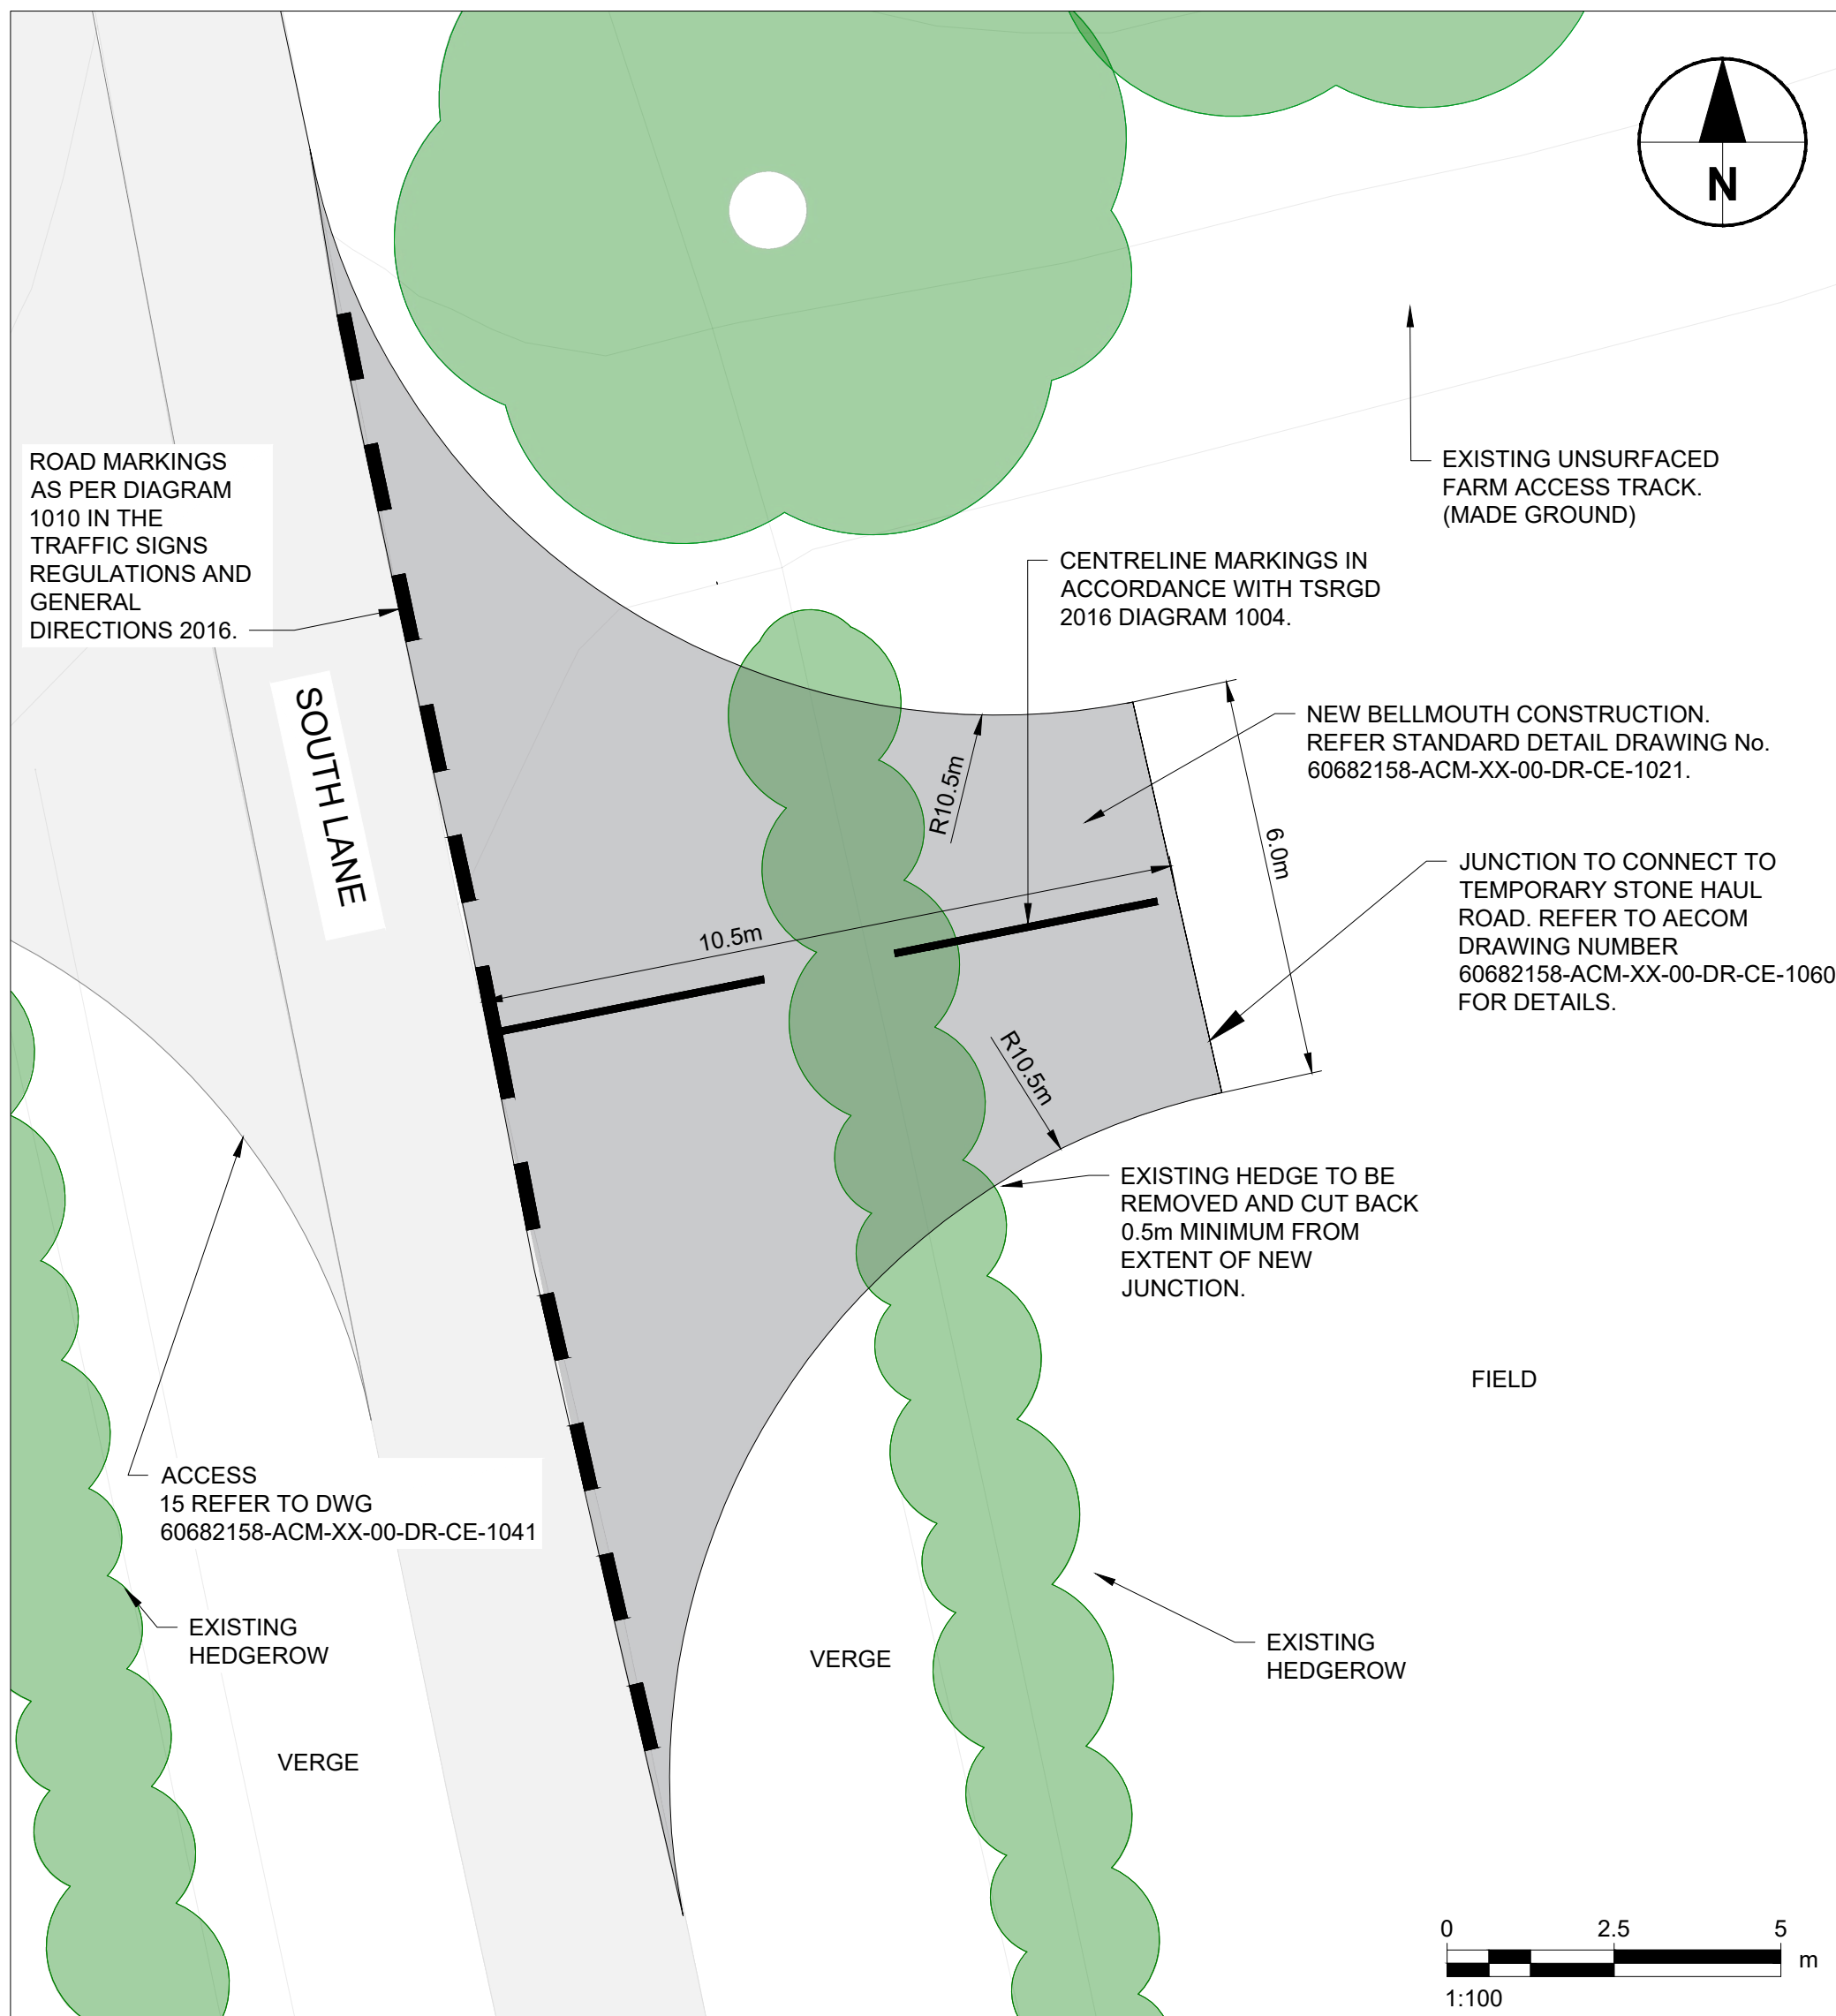 N
ROAD MARKINGS
AS PER DIAGRAM
1010 IN THE
TRAFFIC SIGNS
REGULATIONS AND
GENERAL
DIRECTIONS 2016.
EXISTING UNSURFACED
FARM ACCESS TRACK.
(MADE GROUND)
CENTRELINE MARKINGS IN
ACCORDANCE WITH TSRGD
2016 DIAGRAM 1004.
SOUTH LANE
NEW BELLMOUTH CONSTRUCTION.
REFER STANDARD DETAIL DRAWING No.
60682158-ACM-XX-00-DR-CE-1021.
R10.5m
6.0m
JUNCTION TO CONNECT TO
TEMPORARY STONE HAUL
ROAD. REFER TO AECOM
DRAWING NUMBER
60682158-ACM-XX-00-DR-CE-1060
FOR DETAILS.
10.5m
R10.5m
EXISTING HEDGE TO BE
REMOVED AND CUT BACK
0.5m MINIMUM FROM
EXTENT OF NEW
JUNCTION.
FIELD
ACCESS
15 REFER TO DWG
60682158-ACM-XX-00-DR-CE-1041
EXISTING
HEDGEROW
VERGE
EXISTING
HEDGEROW
VERGE
0 2.5 5
m
1:100